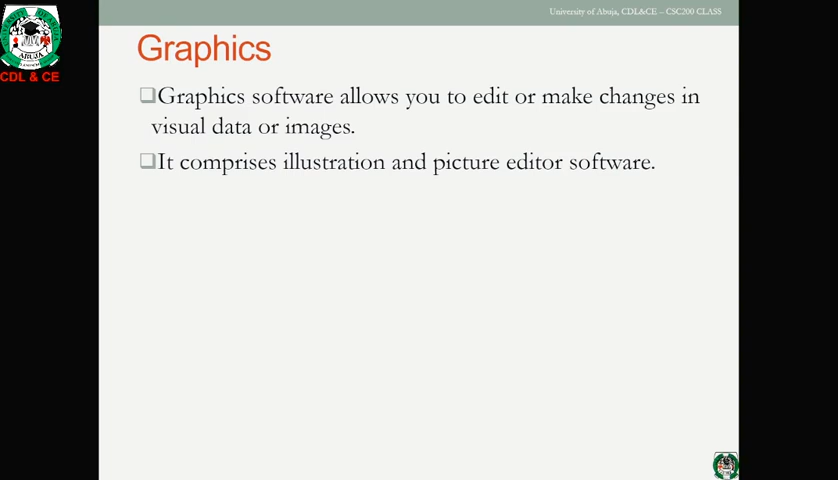 University of Abuja, CDL&CE – CSC200 CLASS
CDL & CE
Graphics
Graphics software allows you to edit or make changes in
visual data or images.
It comprises illustration and picture editor software.